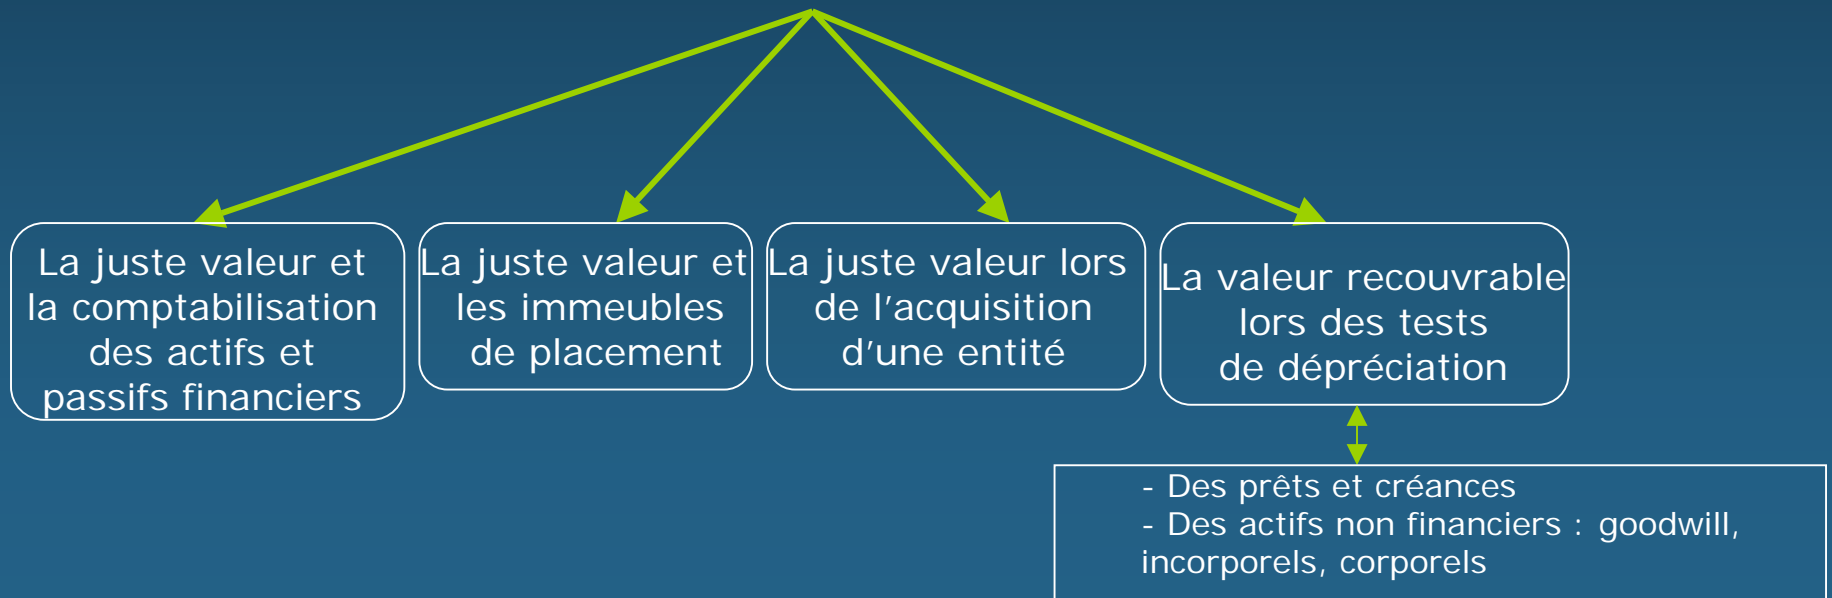 La juste valeur et
la comptabilisation
des actifs et
passifs financiers
La juste valeur et
les immeubles
de placement
La juste valeur lors
de l'acquisition
d'une entité
La valeur recouvrable
lors des tests
de dépréciation
- Des prêts et créances
- Des actifs non financiers : goodwill,
incorporels, corporels